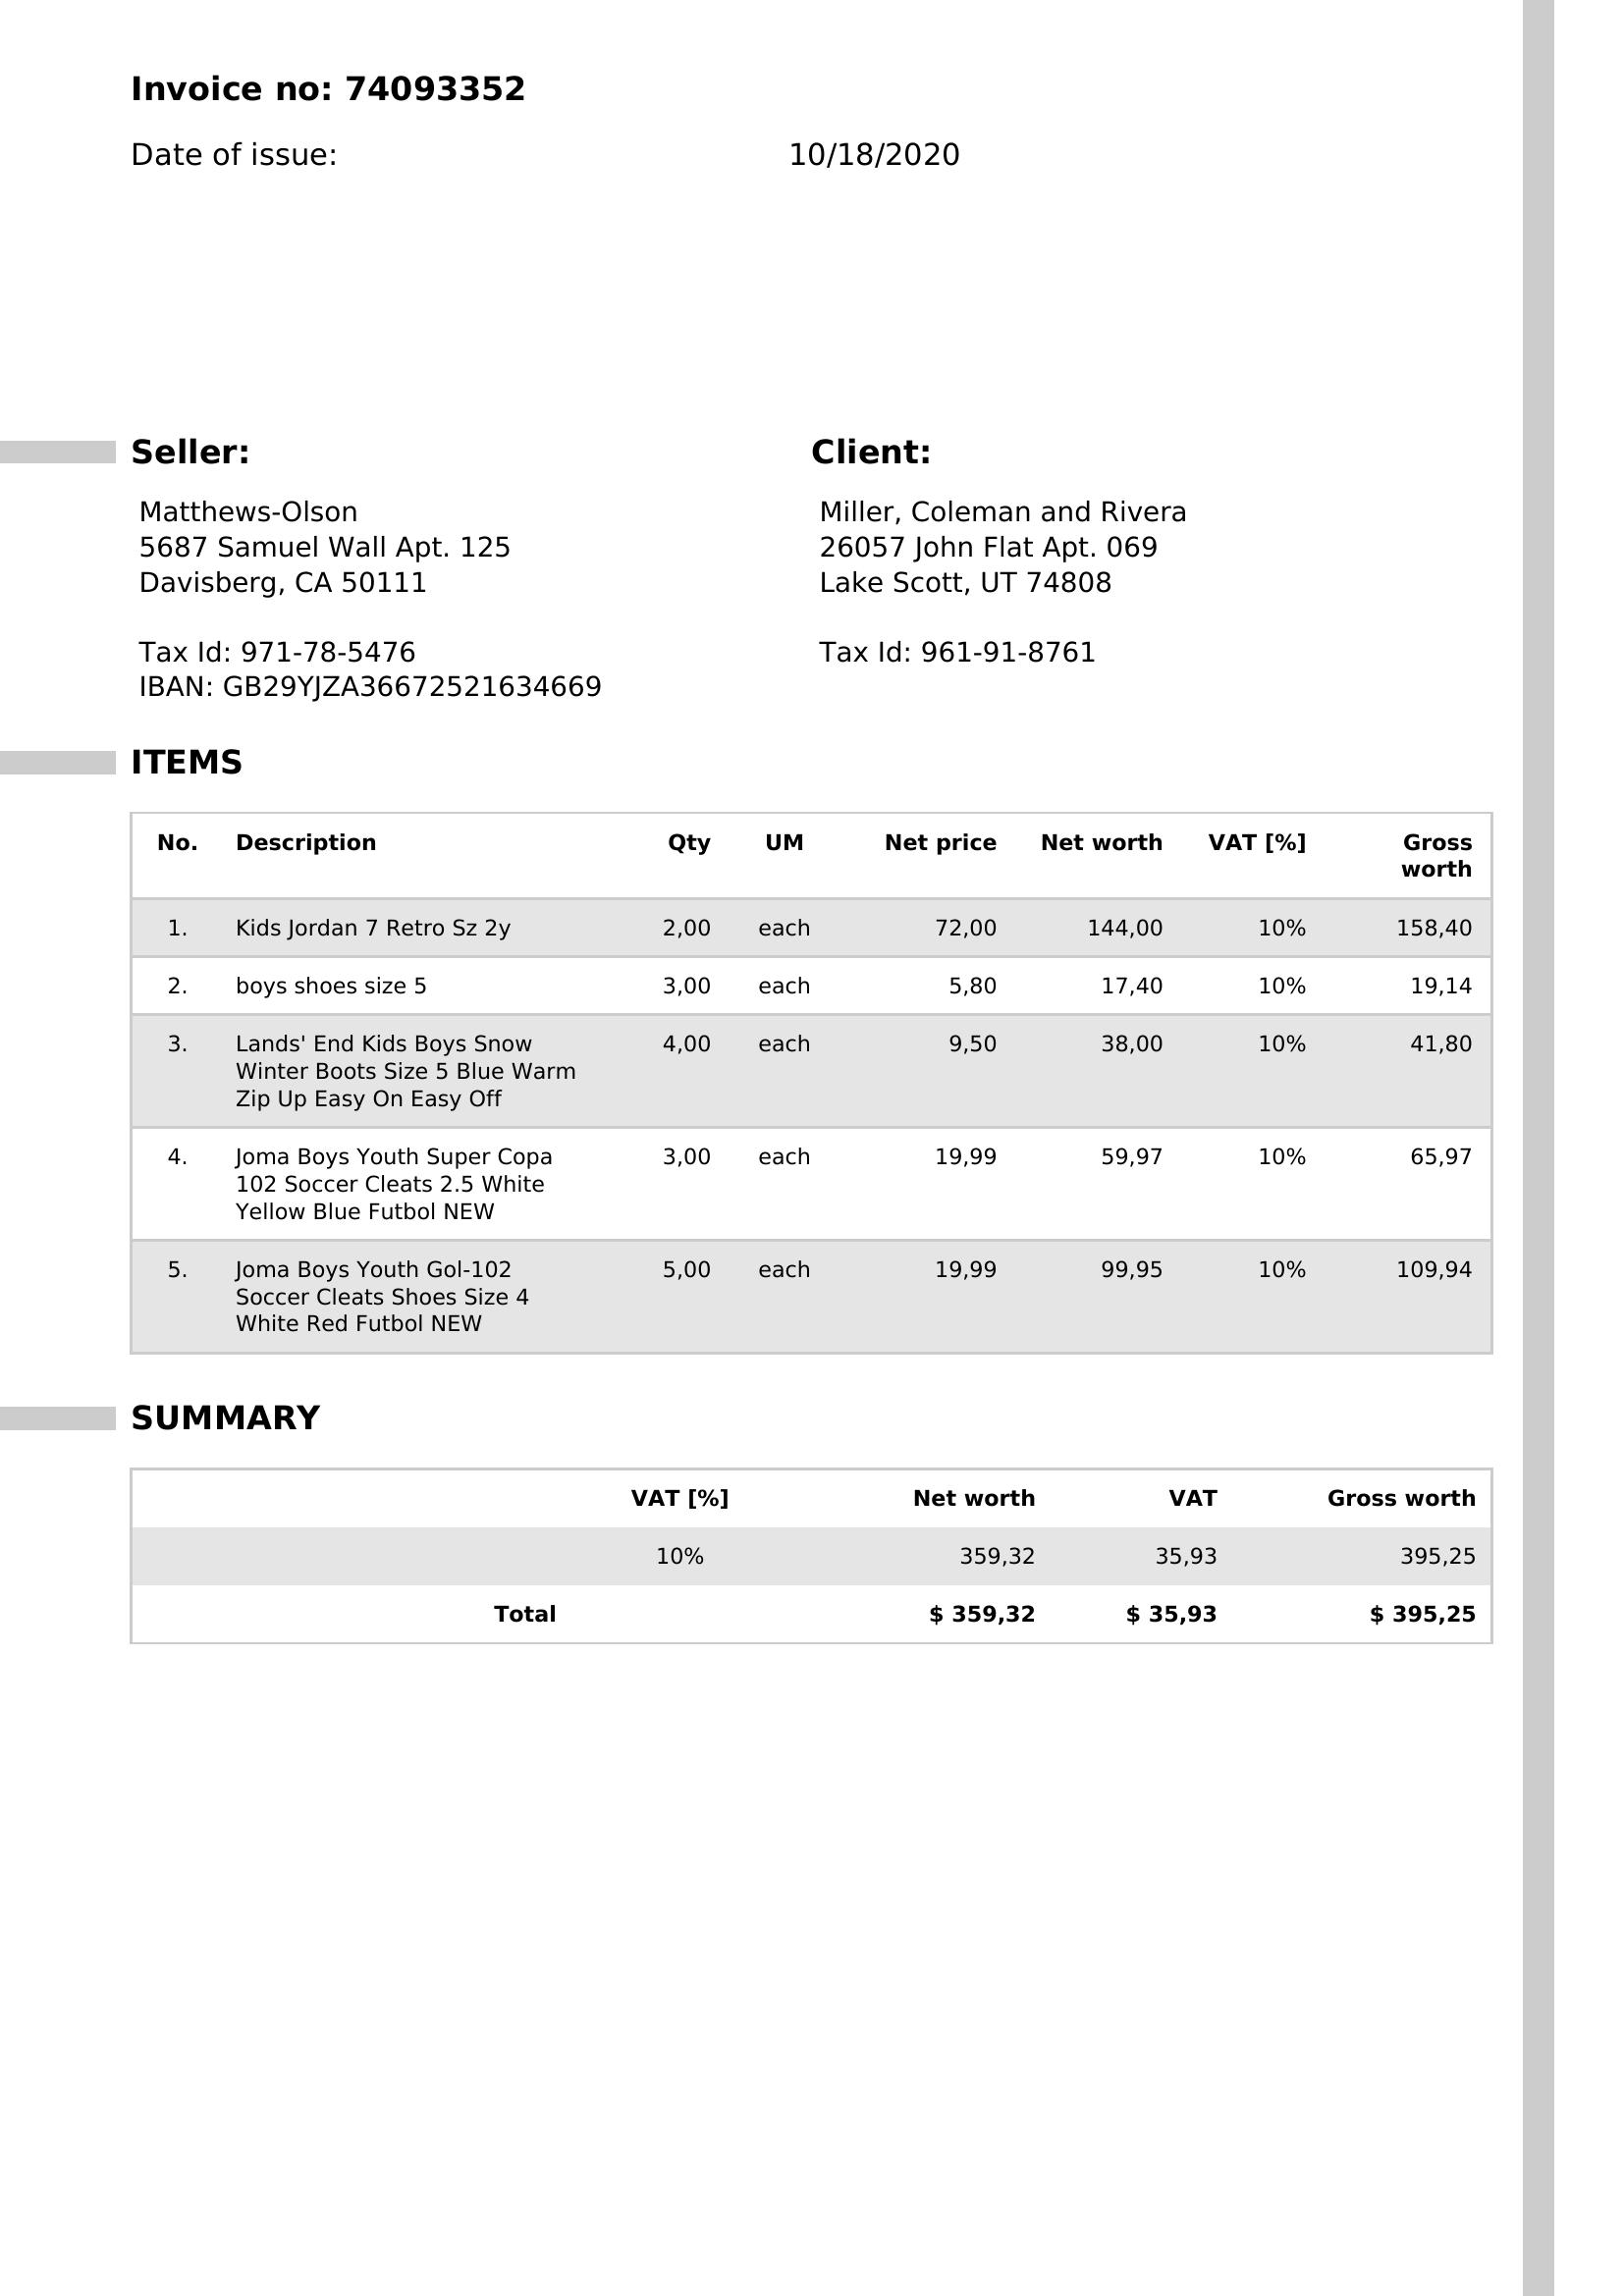 Invoice no: 74093352
Date of issue: 10/18/2020
Seller:
Matthews-Olson
5687 Samuel Wall Apt. 125
Davisberg, CA 50111
Tax Id: 971-78-5476
IBAN: GB29YJZA36672521634669
Client:
Miller, Coleman and Rivera
26057 John Flat Apt. 069
Lake Scott, UT 74808
Tax Id: 961-91-8761
ITEMS
No. Description Qty UM Net price Net worth VAT [%] Gross
worth
1. Kids Jordan 7 Retro Sz 2y 2,00 each 72,00 144,00 10% 158,40
2. boys shoes size 5 3,00 each 5,80 17,40 10% 19,14
3. Lands' End Kids Boys Snow 4,00 each 9,50 38,00 10% 41,80
Winter Boots Size 5 Blue Warm
Zip Up Easy On Easy Off
4. Joma Boys Youth Super Copa 3,00 each 19,99 59,97 10% 65,97
102 Soccer Cleats 2.5 White
Yellow Blue Futbol NEW
5. Joma Boys Youth Gol-102 5,00 each 19,99 99,95 10% 109,94
Soccer Cleats Shoes Size 4
White Red Futbol NEW
SUMMARY
VAT [%] Net worth VAT Gross worth
10% 359,32 35,93 395,25
Total $ 359,32 $ 35,93 $ 395,25